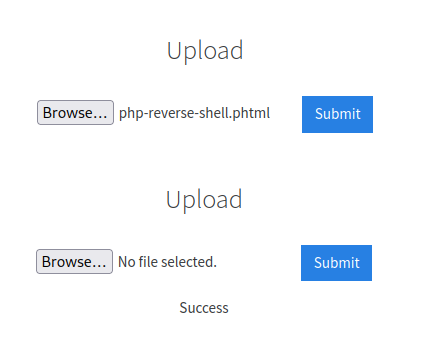 Upload
Browse... php-reverse-shell.phtml Submit
Upload
Browse... No file selected. Submit
Success